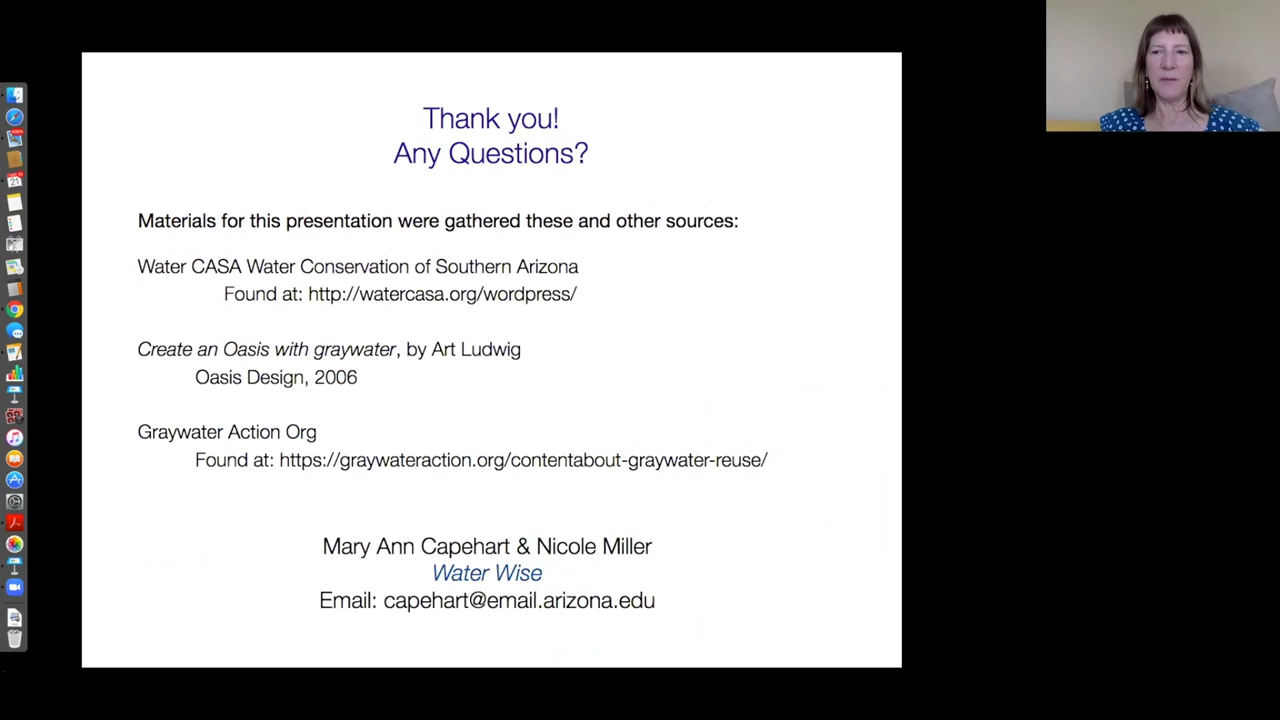 Thank you!
Any Questions?
Materials for this presentation were gathered these and other sources:
Water CASA Water Conservation of Southern Arizona
Found at: http://watercasa.org/wordpress/
Create an Oasis with graywater, by Art Ludwig
Oasis Design, 2006
Graywater Action Org
Found at: https://graywateraction.org/contentabout-graywater-reuse/
Mary Ann Capehart & Nicole Miller
Water Wise
Email: capehart@email.arizona.edu
21